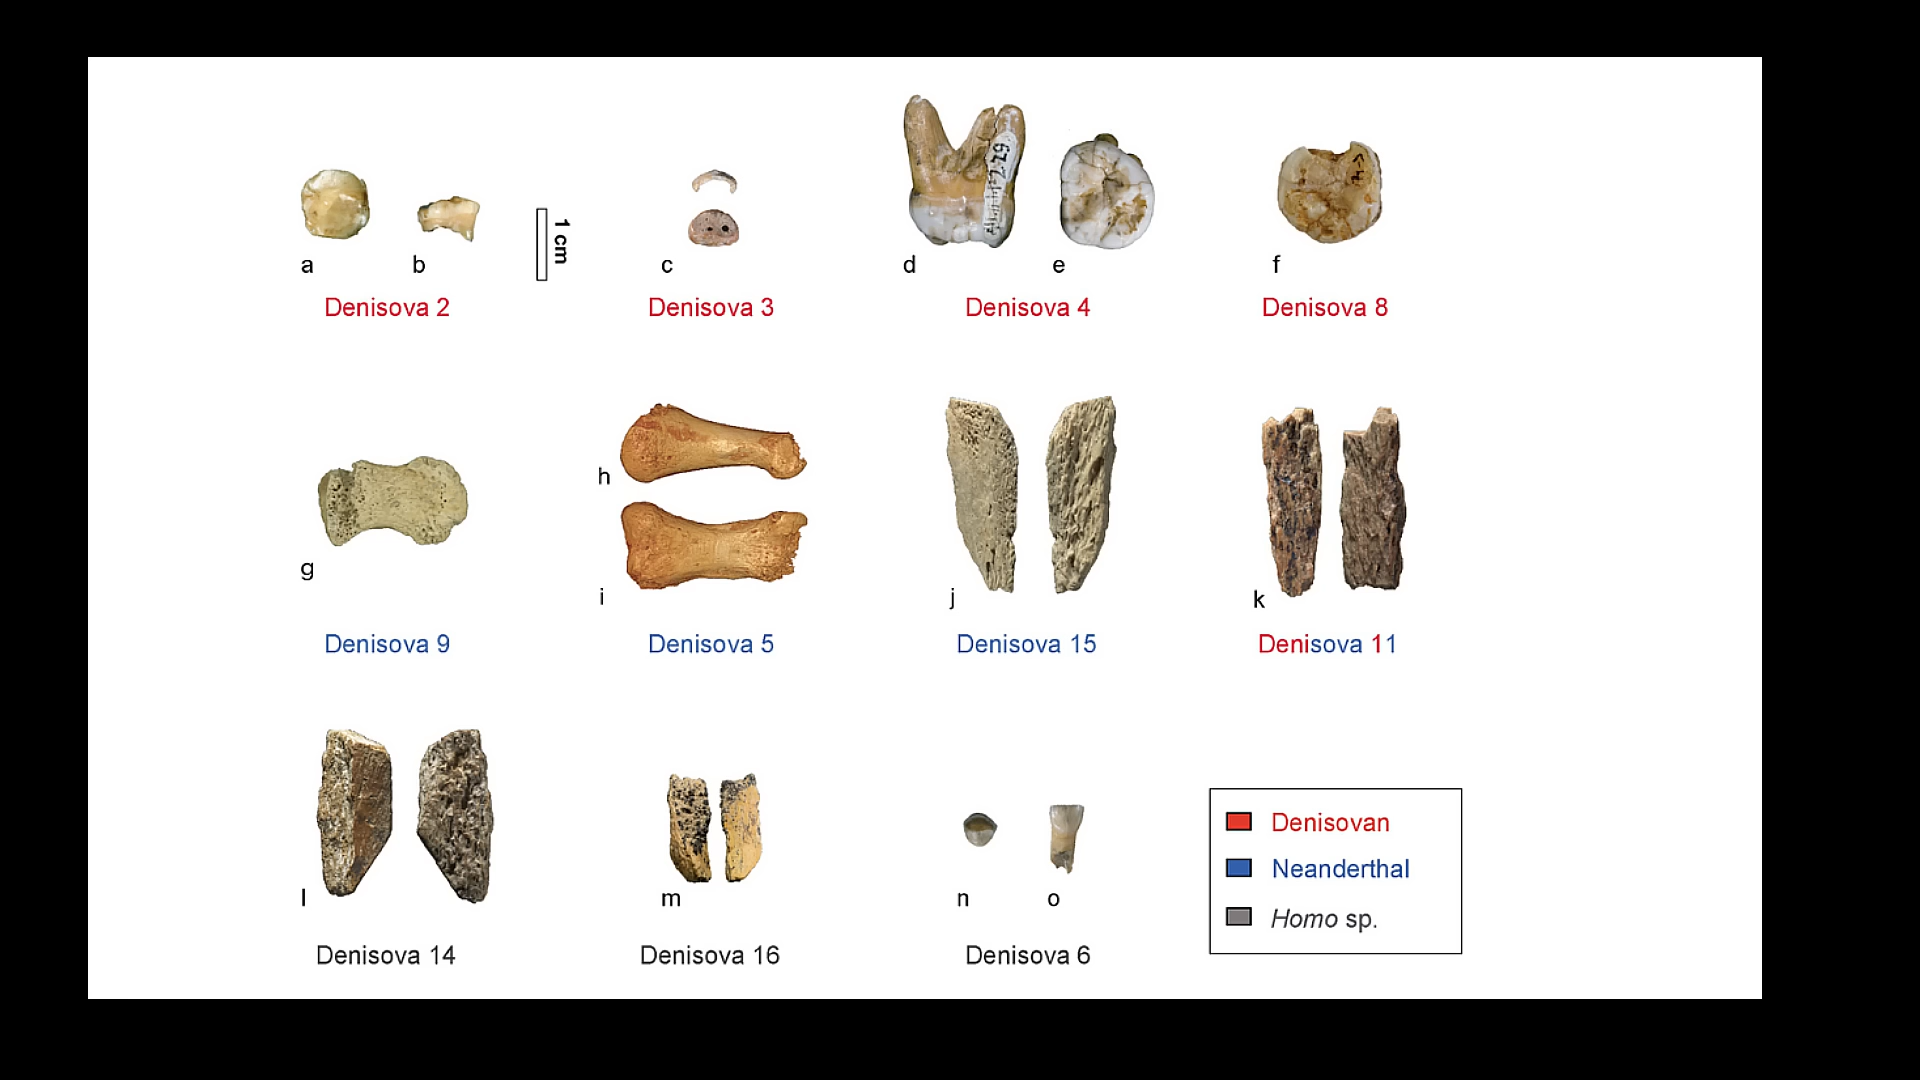 a
b
1 cm
c
d
e
f
Denisova 2
Denisova 3
Denisova 4
Denisova 8
g
h
i
j
k
Denisova 9
Denisova 5
Denisova 15
Denisova 11
l
m
n
o
Denisova 14
Denisova 16
Denisova 6
Denisovan
Neanderthal
Homo sp.